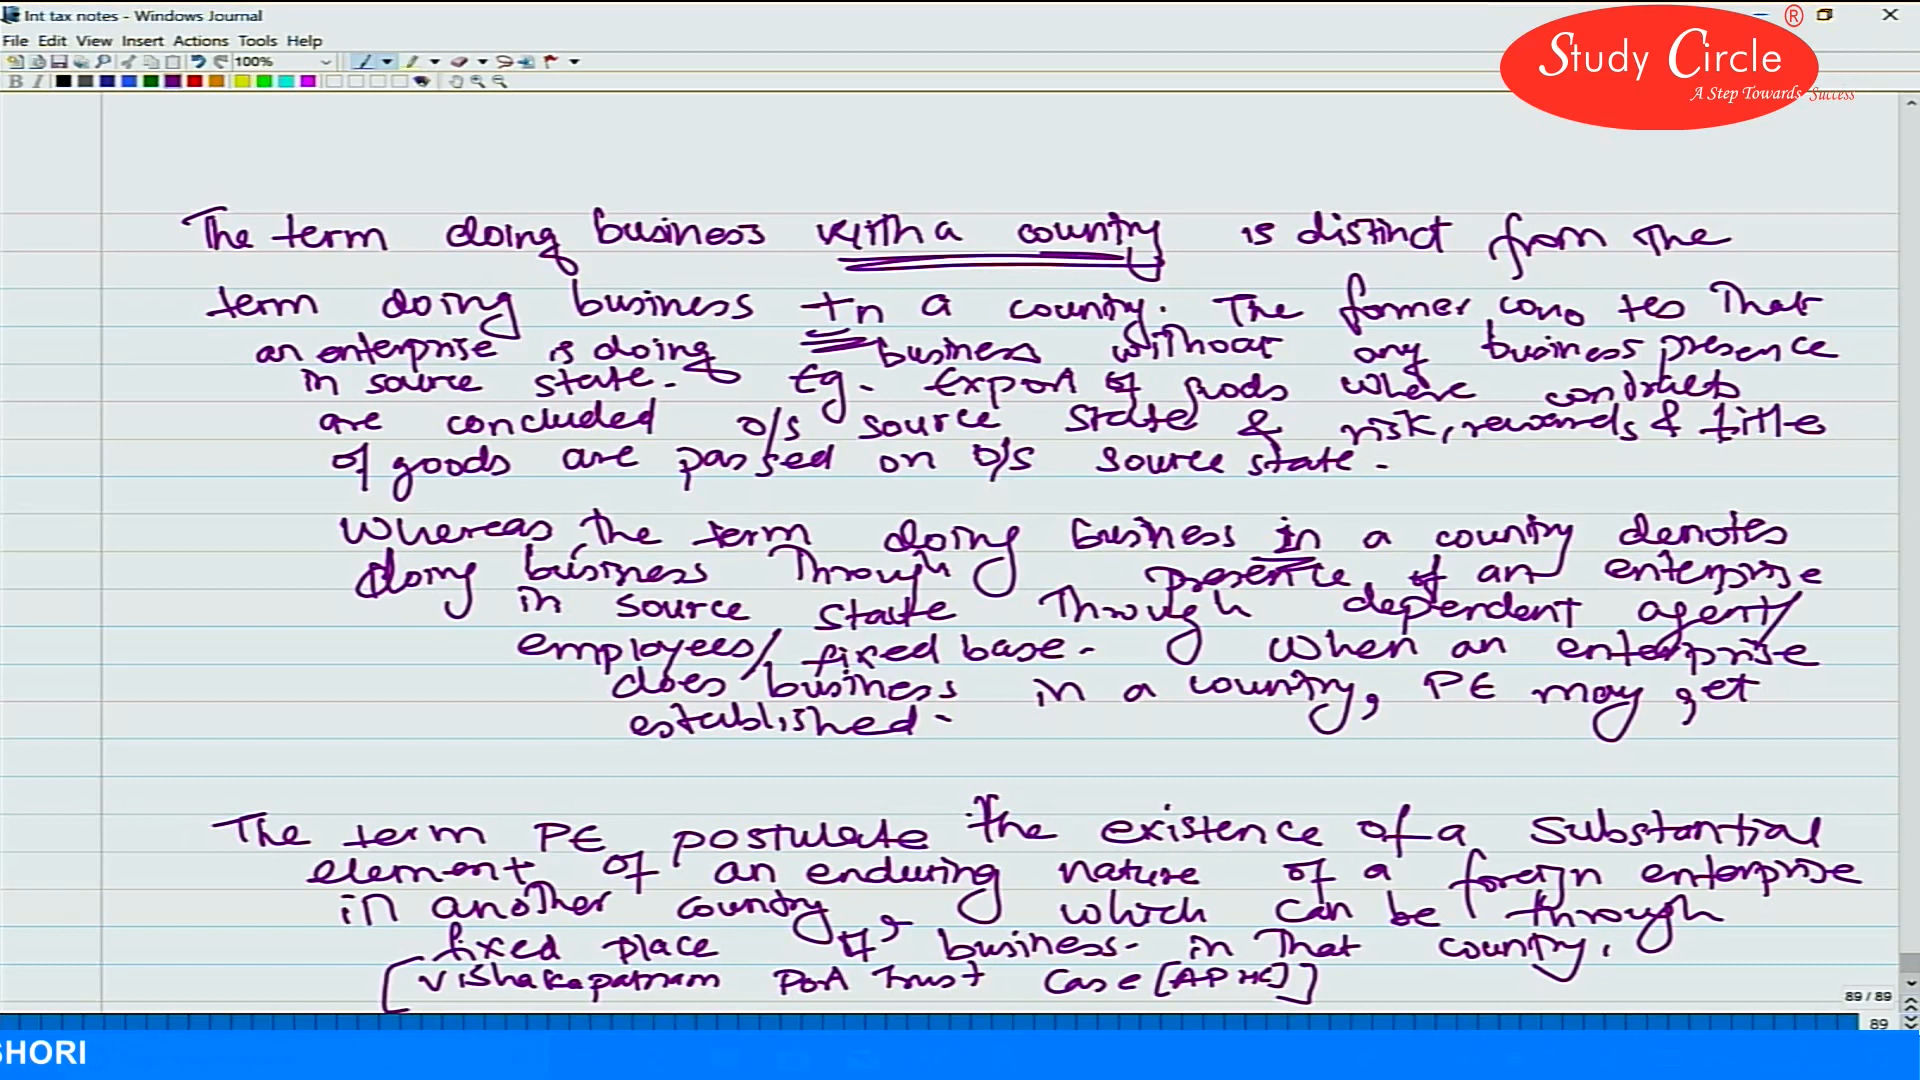 Int tax notes - Windows Journal
®
File Edit View Insert Actions Tools Help
100%
B I
Study Circle
A Step Towards Success
The term doing business with a country is distinct from the
term doing business In a country. The former conotes That
an enterprise is doing business without any business presence
in source state. Eg. Export of goods where contracts
are concluded o/s source state & risk, rewards & title
of goods are passed on o/s source state.
Whereas, the term doing business in a country denotes
doing business Through presence of an enterprise
in source state Through dependent agent/
employees/ fixed base. When an enterprise
does business in a country, PE may get
established.
The term PE postulate the existence of a substantial
element of an enduring nature of a foreign enterprise
in another country, which can be through
fixed place of business in That country.
[Vishakapatnam Port Trust Case [AP HC]]
89 / 89
89
SHORI